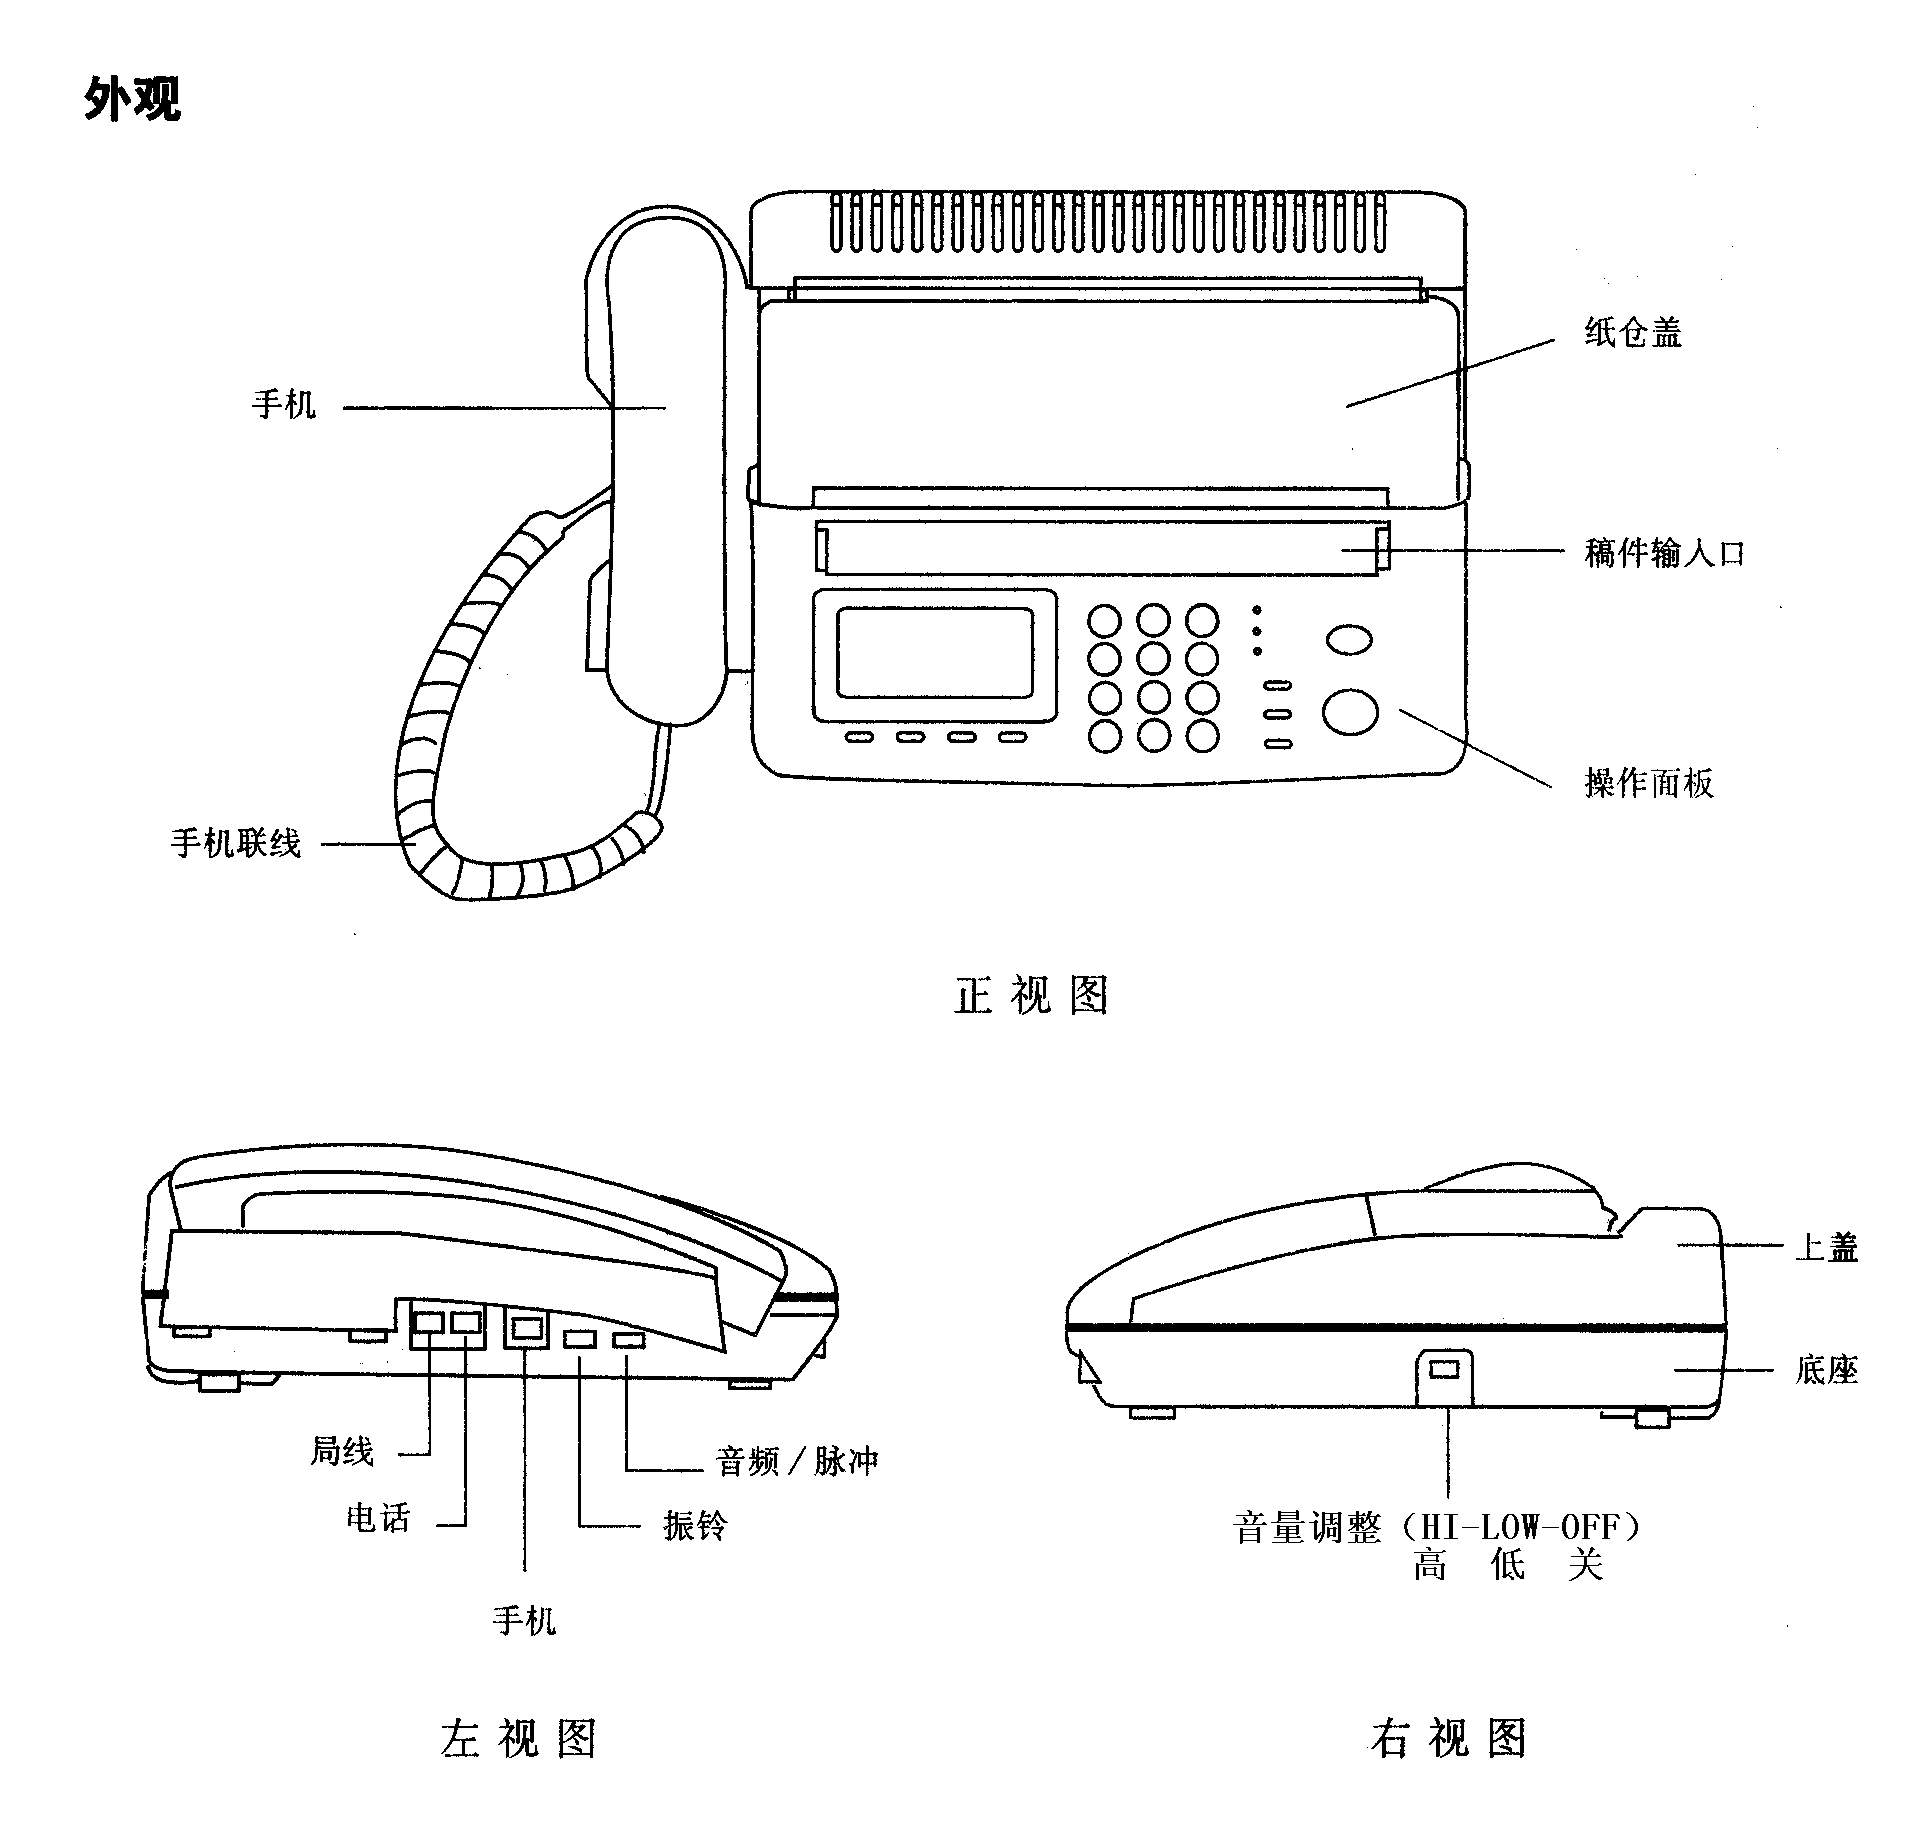 外观
纸仓盖
手机
稿件输入口
操作面板
手机联线
正视图
上盖
底座
局线
音频／脉冲
电话
振铃
音量调整（HI-LOW-OFF）
高 低 关
手机
左视图
右视图